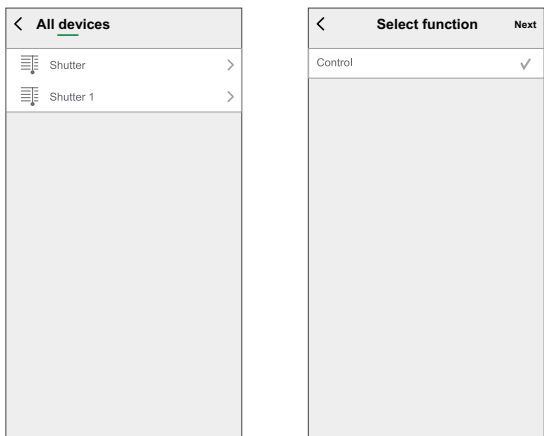 All devices
Shutter
Shutter 1
Select function
Next
Control